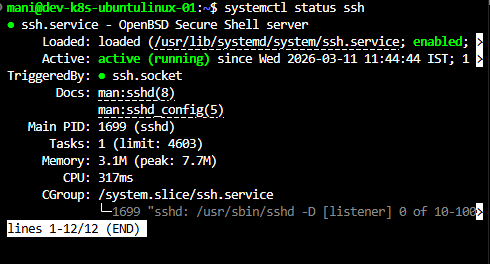 mani@dev-k8s-ubuntulinux-01:~$ systemctl status ssh
● ssh.service - OpenBSD Secure Shell server
     Loaded: loaded (/usr/lib/systemd/system/ssh.service; enabled; >
     Active: active (running) since Wed 2026-03-11 11:44:44 IST; 1 >
TriggeredBy: ● ssh.socket
       Docs: man:sshd(8)
             man:sshd_config(5)
   Main PID: 1699 (sshd)
      Tasks: 1 (limit: 4603)
     Memory: 3.1M (peak: 7.7M)
        CPU: 317ms
     CGroup: /system.slice/ssh.service
             └─1699 "sshd: /usr/sbin/sshd -D [listener] 0 of 10-100>
lines 1-12/12 (END)